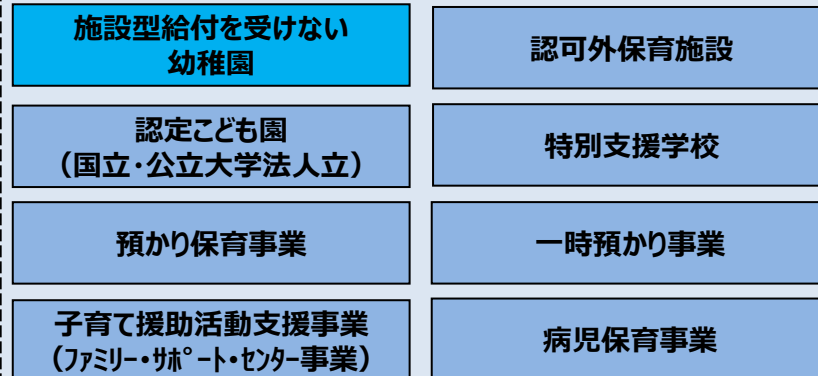 施設型給付を受けない
幼稚園
認可外保育施設
認定こども園
（国立・公立大学法人立）
特別支援学校
預かり保育事業
一時預かり事業
子育て援助活動支援事業
（ﾌｧﾐﾘｰ・ｻﾎﾟｰﾄ・ｾﾝﾀｰ事業）
病児保育事業